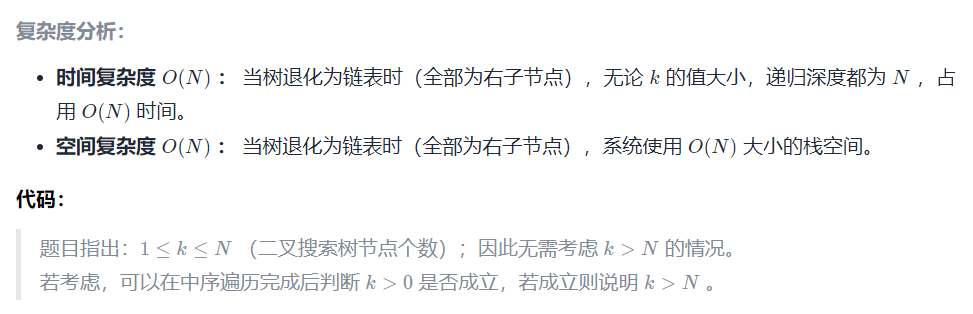 复杂度分析：
• 时间复杂度 O(N) ： 当树退化为链表时（全部为右子节点），无论 k 的值大小，递归深度都为 N ，占
用 O(N) 时间。
• 空间复杂度 O(N) ： 当树退化为链表时（全部为右子节点），系统使用 O(N) 大小的栈空间。
代码：
题目指出：1 ≤ k ≤ N （二叉搜索树节点个数）；因此无需考虑 k > N 的情况。
若考虑，可以在中序遍历完成后判断 k > 0 是否成立，若成立则说明 k > N 。